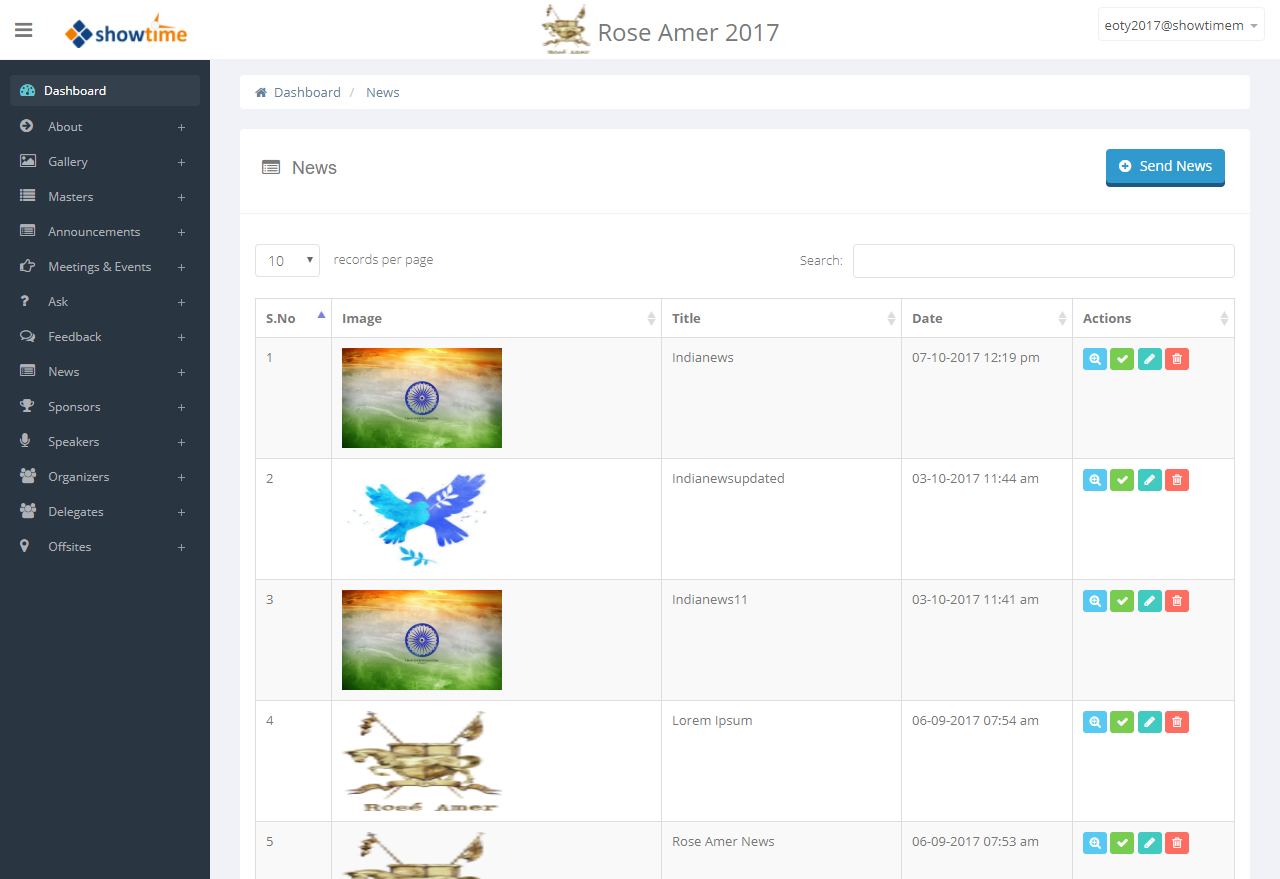 showtime
Rose Amer 2017
eoty2017@showtimem
Dashboard
About +
Gallery +
Masters +
Announcements +
Meetings & Events +
Ask +
Feedback +
News +
Sponsors +
Speakers +
Organizers +
Delegates +
Offsites +
Dashboard / News
News
Send News
10 records per page
Search:
S.No Image Title Date Actions
1 Indianews 07-10-2017 12:19 pm
2 Indianewsupdated 03-10-2017 11:44 am
3 Indianews11 03-10-2017 11:41 am
4 Lorem Ipsum 06-09-2017 07:54 am
Rosé Amer
5 Rose Amer News 06-09-2017 07:53 am